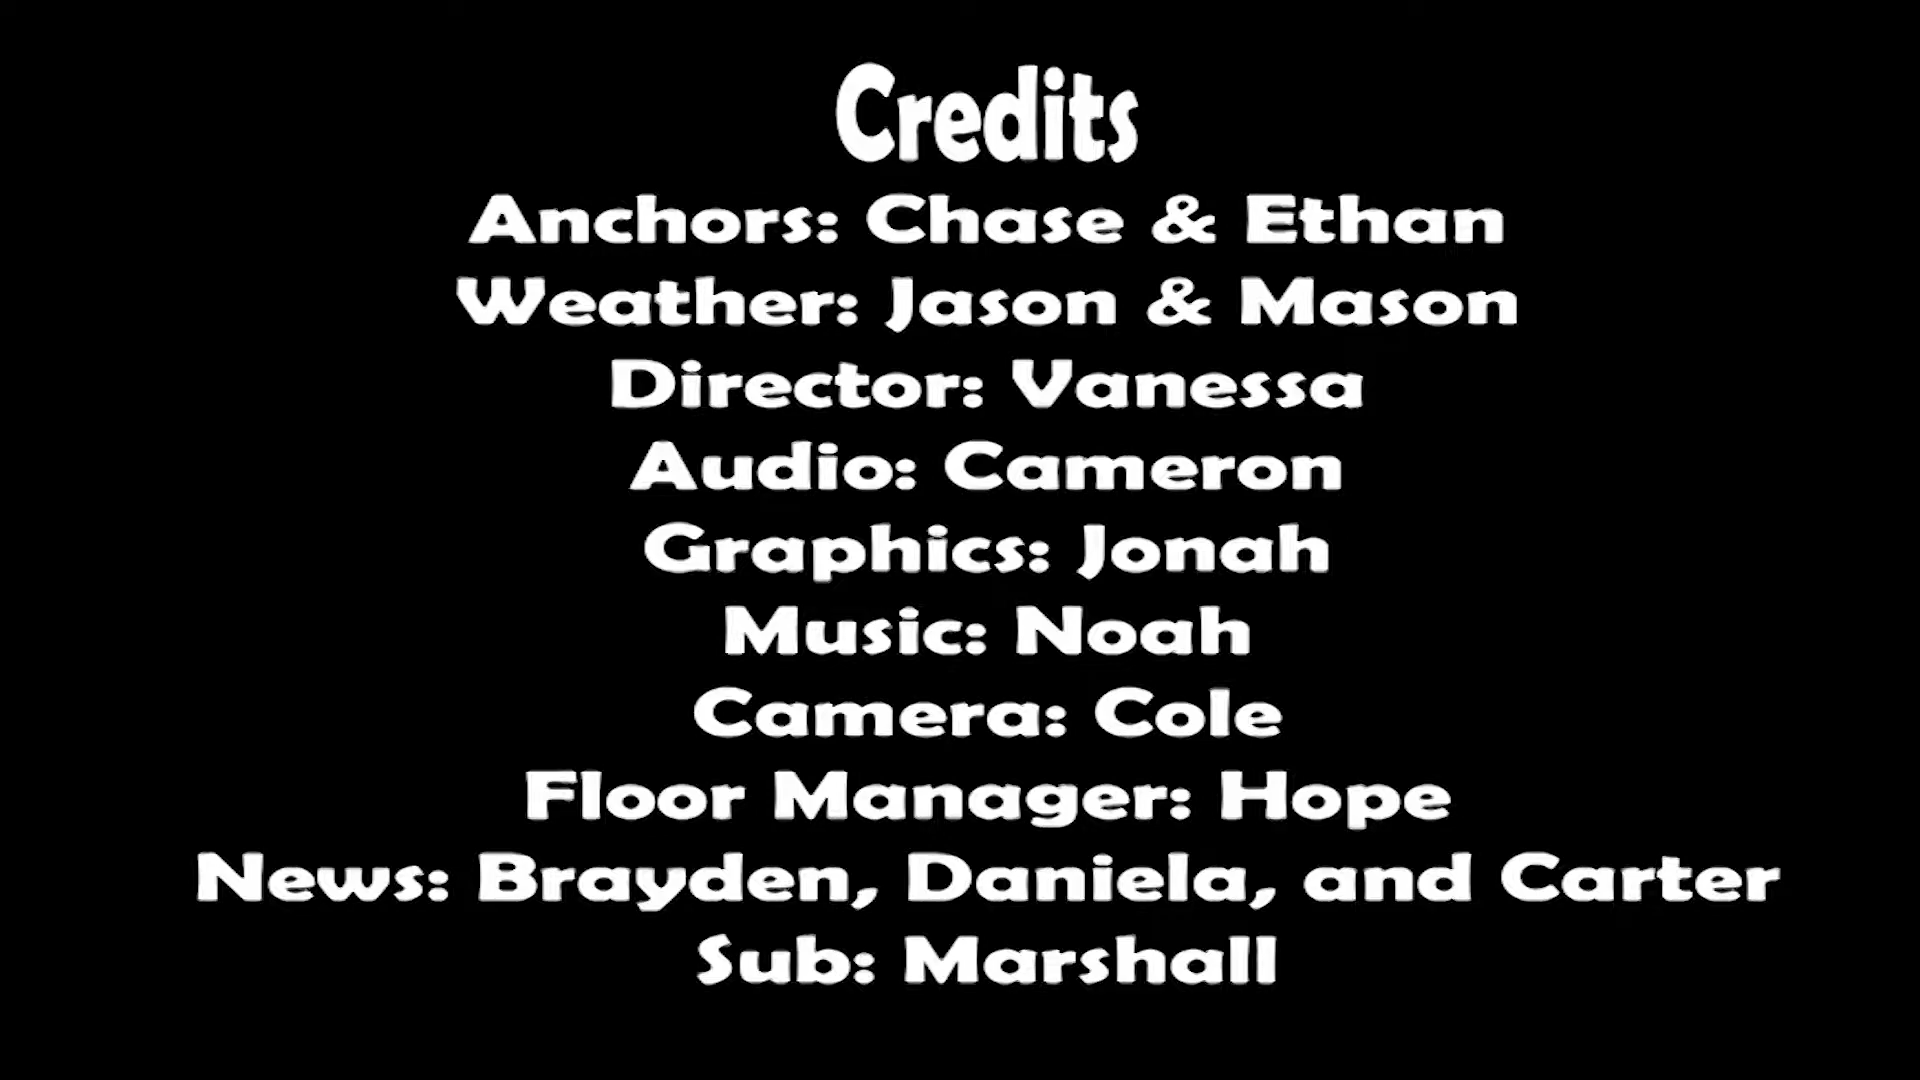 Credits
Anchors: Chase & Ethan
Weather: Jason & Mason
Director: Vanessa
Audio: Cameron
Graphics: Jonah
Music: Noah
Camera: Cole
Floor Manager: Hope
News: Brayden, Daniela, and Carter
Sub: Marshall